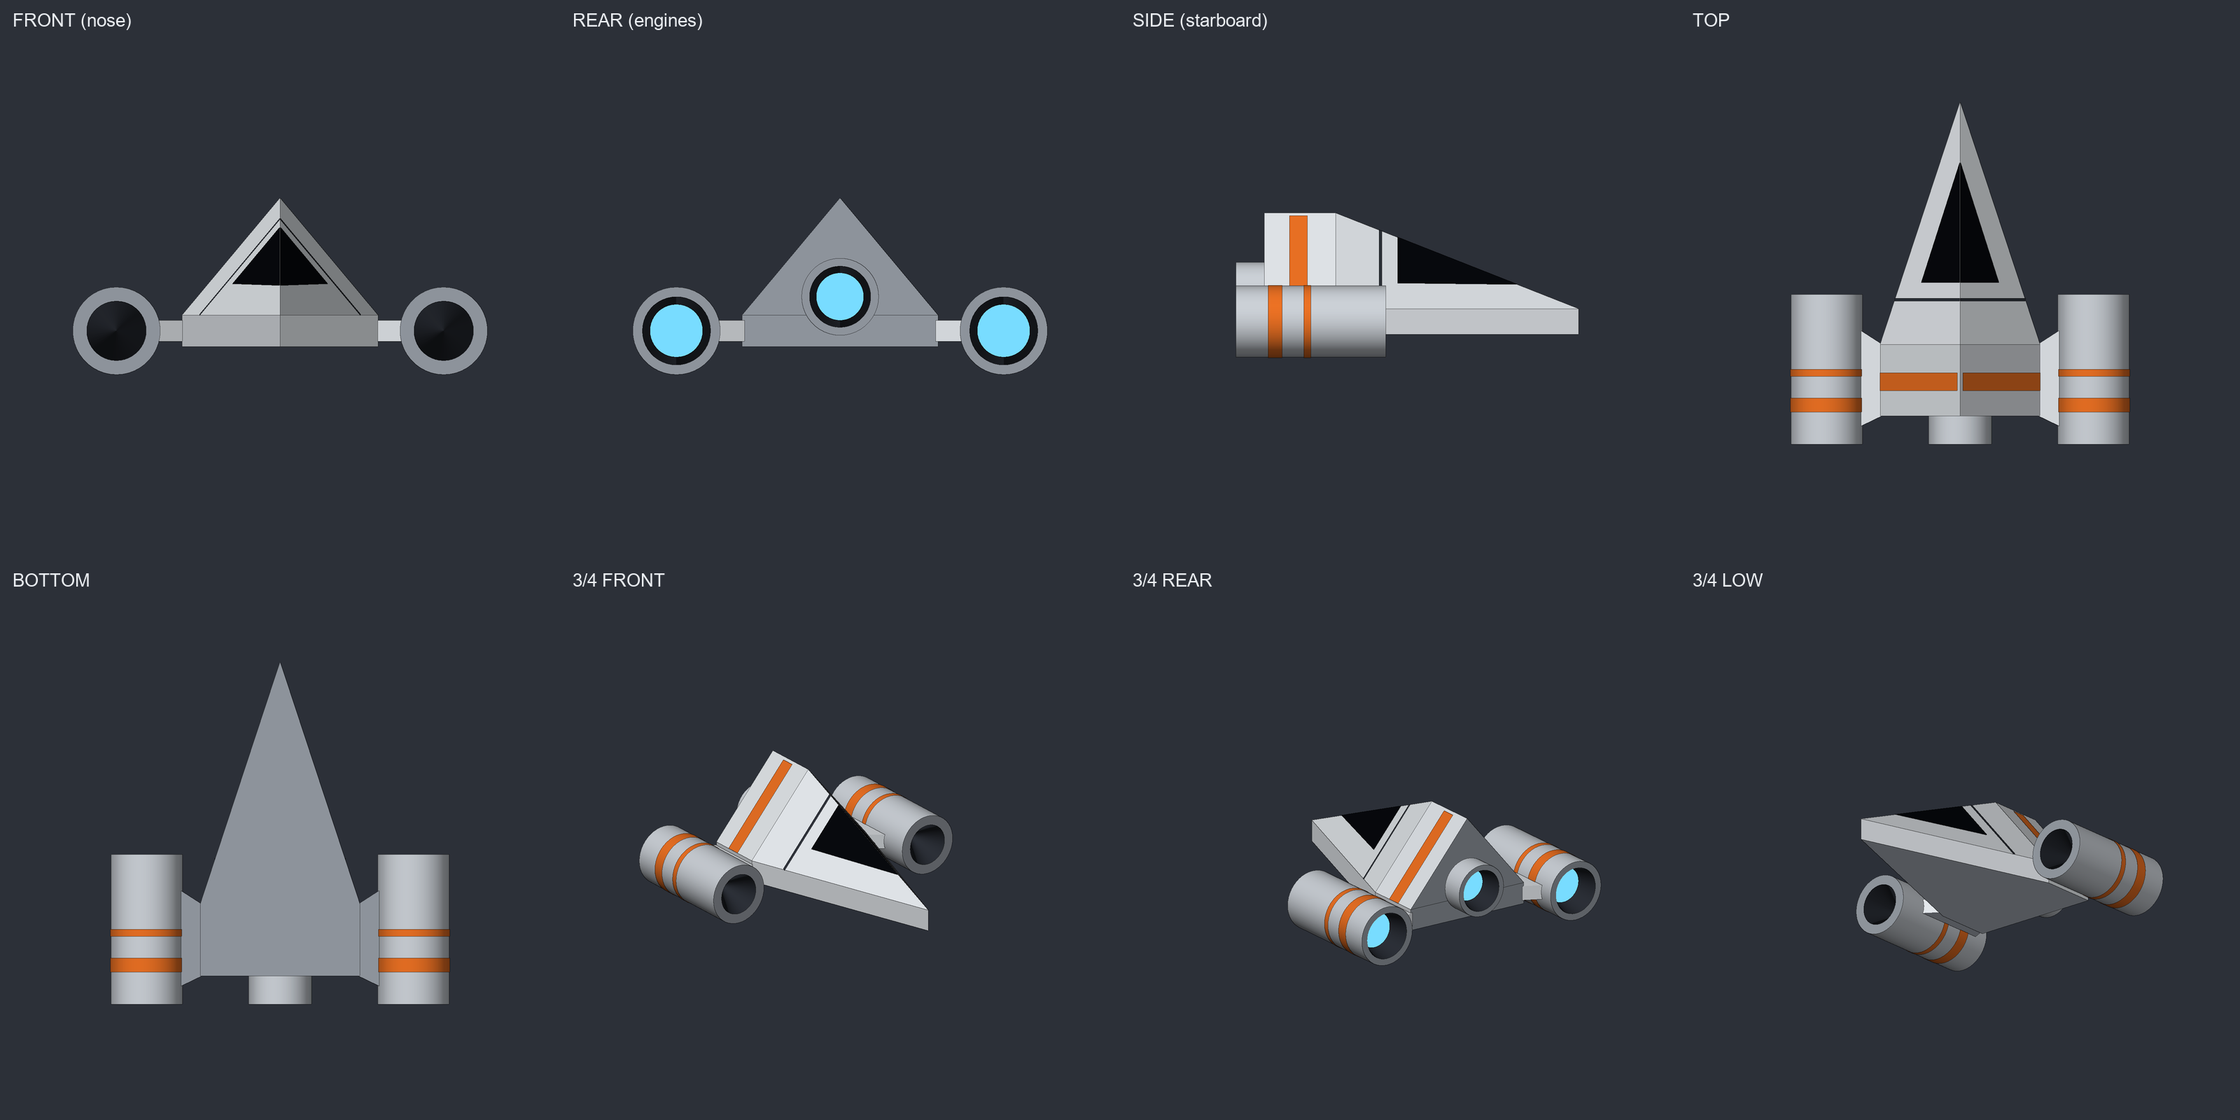 FRONT (nose)
REAR (engines)
SIDE (starboard)
TOP
BOTTOM
3/4 FRONT
3/4 REAR
3/4 LOW